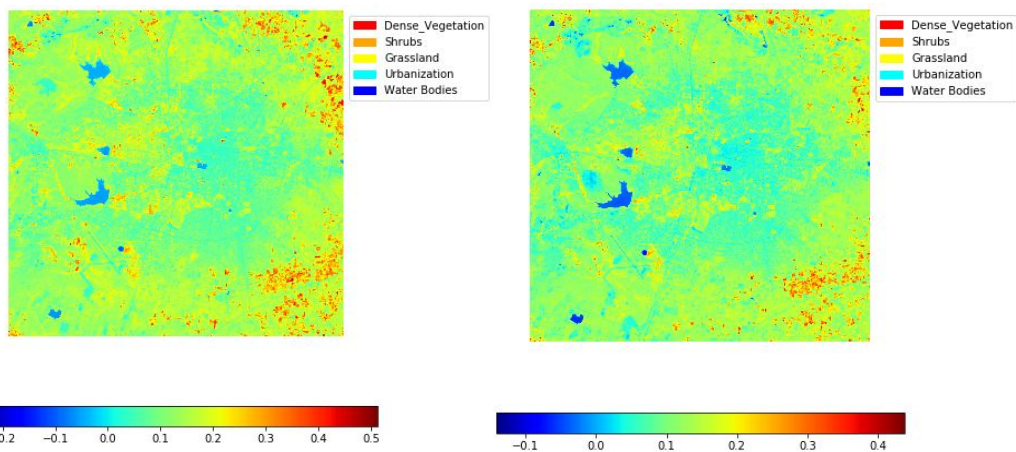 Dense_Vegetation
Shrubs
Grassland
Urbanization
Water Bodies
Dense_Vegetation
Shrubs
Grassland
Urbanization
Water Bodies
0.2 −0.1 0.0 0.1 0.2 0.3 0.4 0.5
−0.1 0.0 0.1 0.2 0.3 0.4